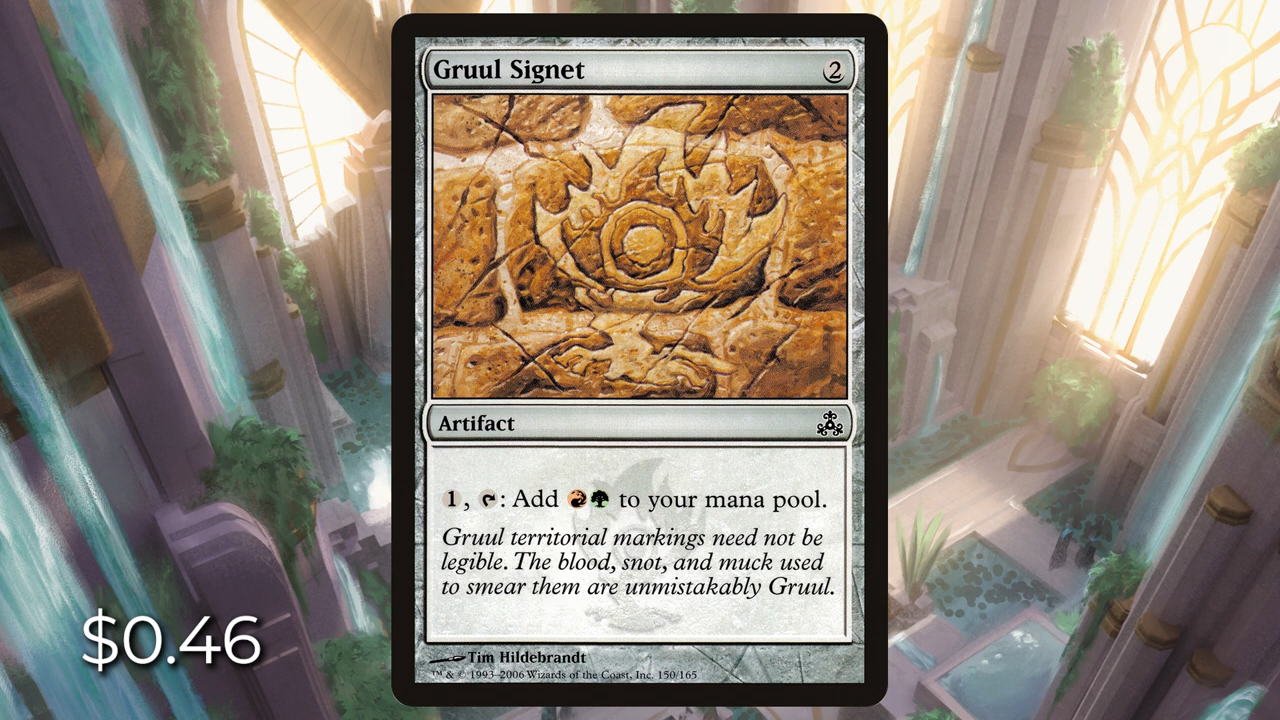 Gruul Signet 2
Artifact
1, : Add to your mana pool.
Gruul territorial markings need not be
legible. The blood, snot, and muck used
to smear them are unmistakably Gruul.
Tim Hildebrandt
™ & © 1993–2006 Wizards of the Coast, Inc. 150/165
$0.46